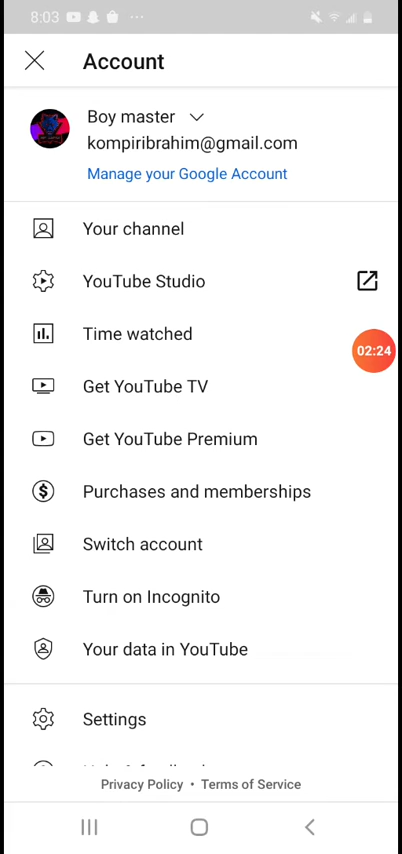 8:03
Account
Boy master
kompiribrahim@gmail.com
Manage your Google Account
Your channel
YouTube Studio
Time watched
02:24
Get YouTube TV
Get YouTube Premium
Purchases and memberships
Switch account
Turn on Incognito
Your data in YouTube
Settings
Privacy Policy • Terms of Service